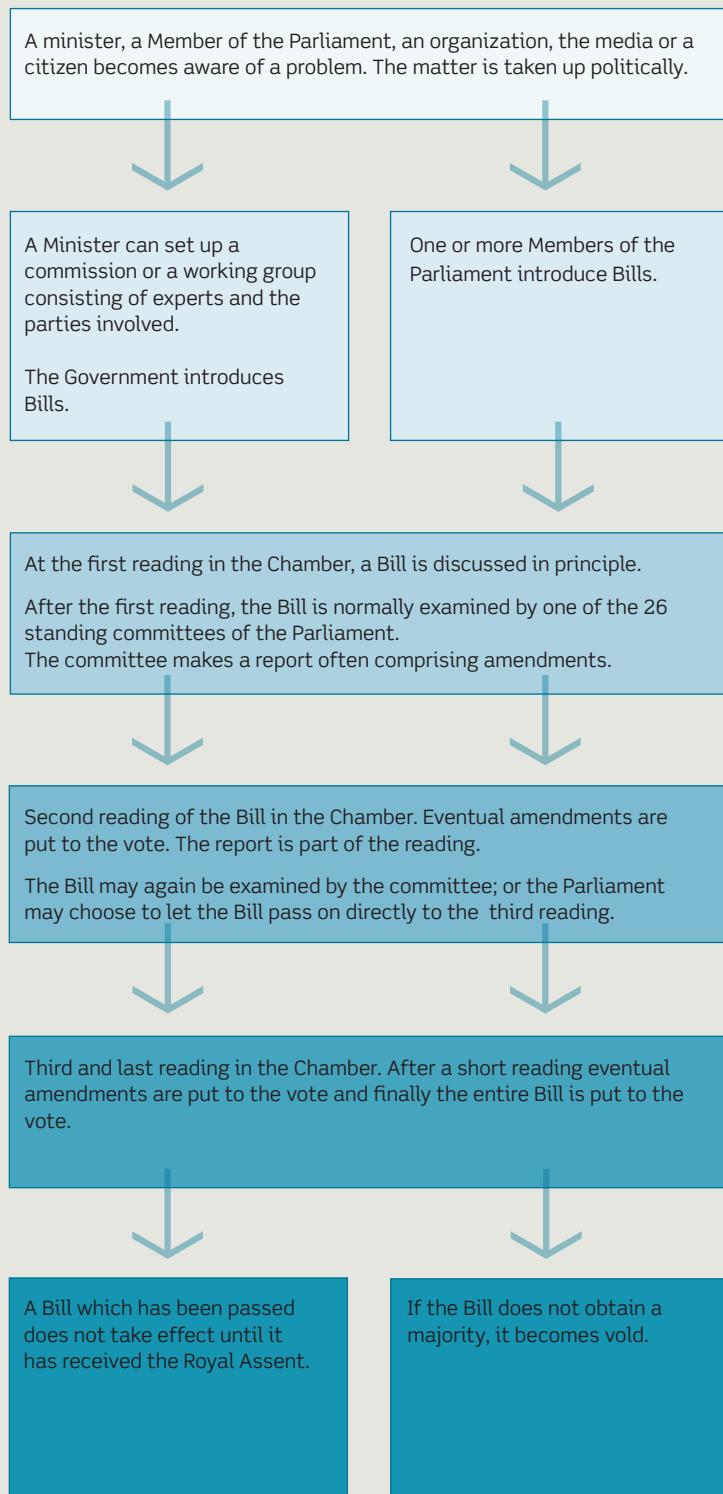 A minister, a Member of the Parliament, an organization, the media or a
citizen becomes aware of a problem. The matter is taken up politically.
A Minister can set up a
commission or a working group
consisting of experts and the
parties involved.
The Government introduces
Bills.
One or more Members of the
Parliament introduce Bills.
At the first reading in the Chamber, a Bill is discussed in principle.
After the first reading, the Bill is normally examined by one of the 26
standing committees of the Parliament.
The committee makes a report often comprising amendments.
Second reading of the Bill in the Chamber. Eventual amendments are
put to the vote. The report is part of the reading.
The Bill may again be examined by the committee; or the Parliament
may choose to let the Bill pass on directly to the third reading.
Third and last reading in the Chamber. After a short reading eventual
amendments are put to the vote and finally the entire Bill is put to the
vote.
A Bill which has been passed
does not take effect until it
has received the Royal Assent.
If the Bill does not obtain a
majority, it becomes vold.